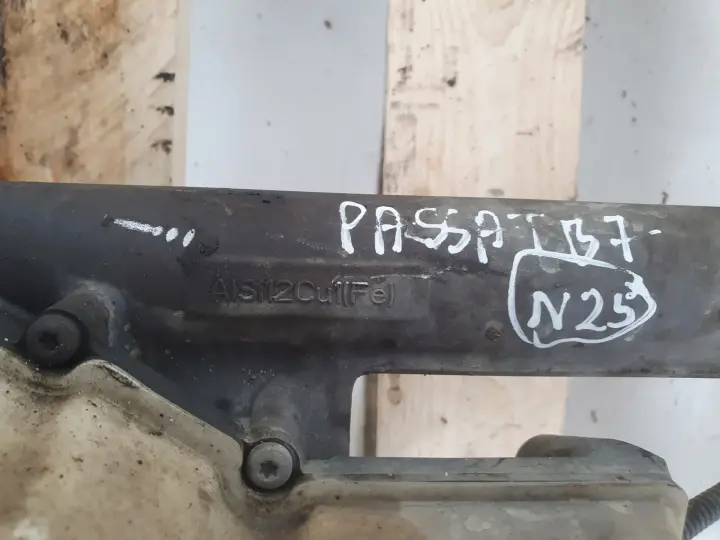 PASSAT B7
AlSi12Cu1(Fe)
N25